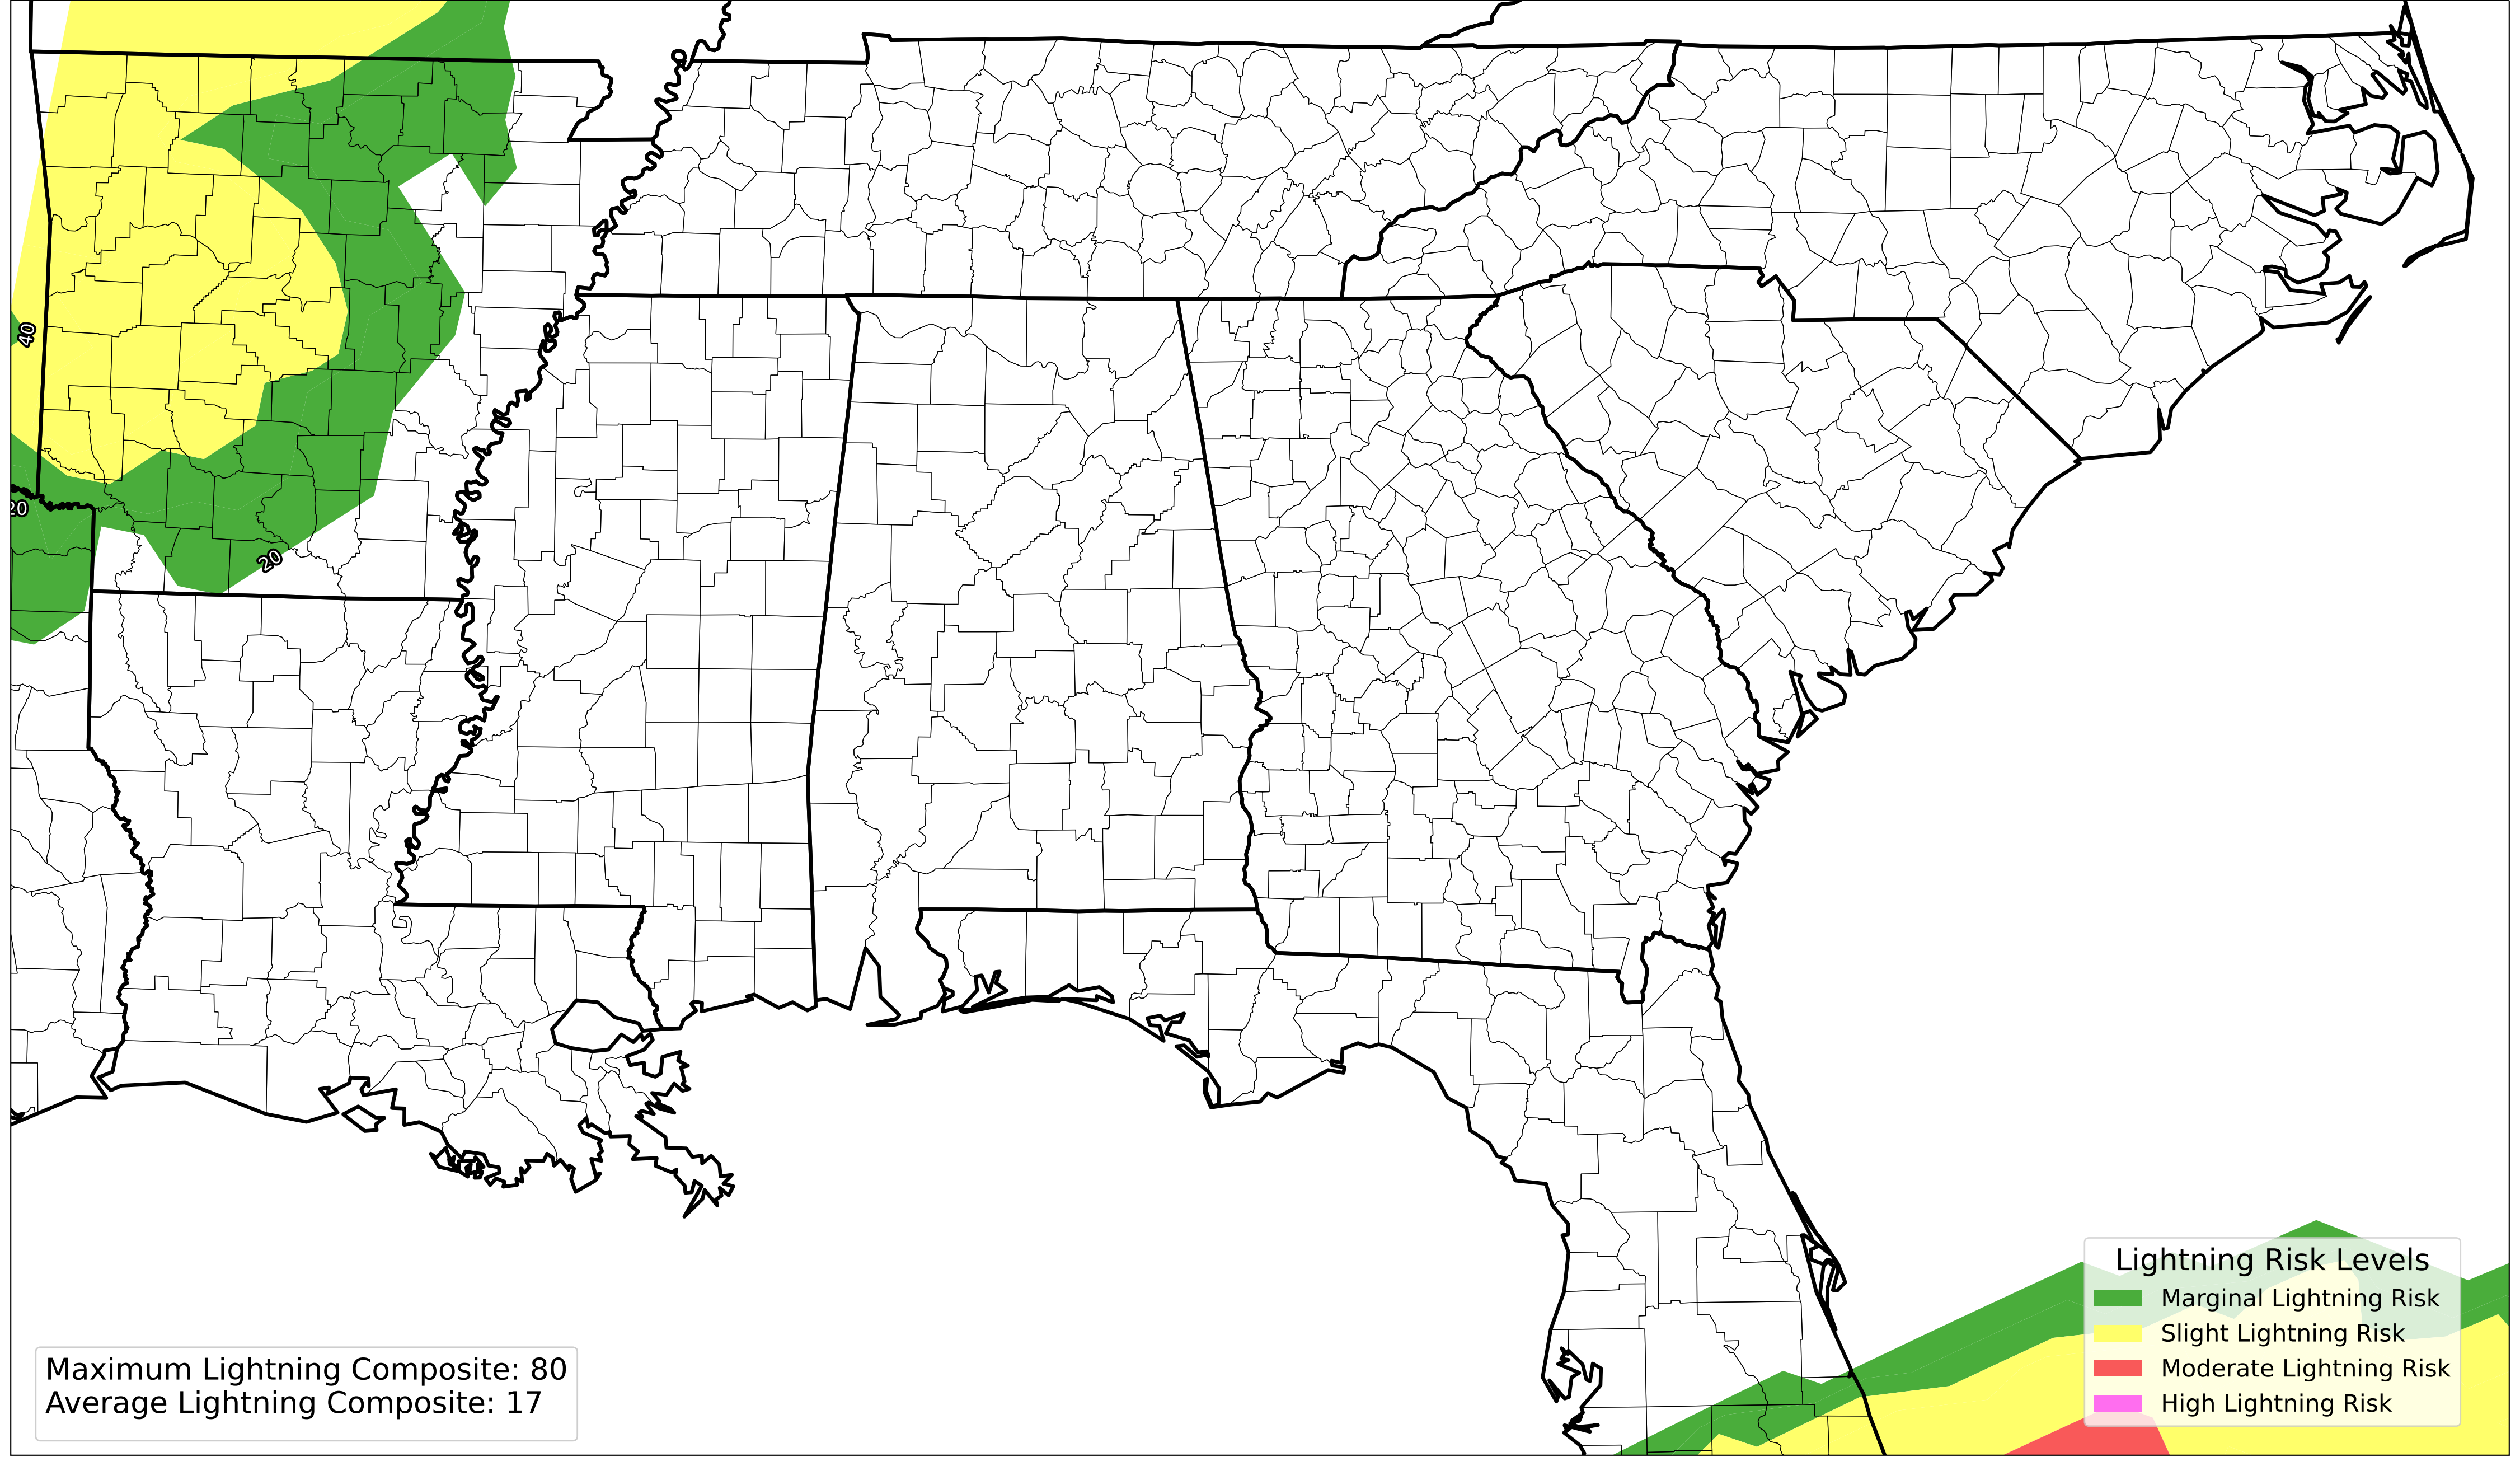 40
20
20
Lightning Risk Levels
Marginal Lightning Risk
Slight Lightning Risk
Moderate Lightning Risk
High Lightning Risk
Maximum Lightning Composite: 80
Average Lightning Composite: 17